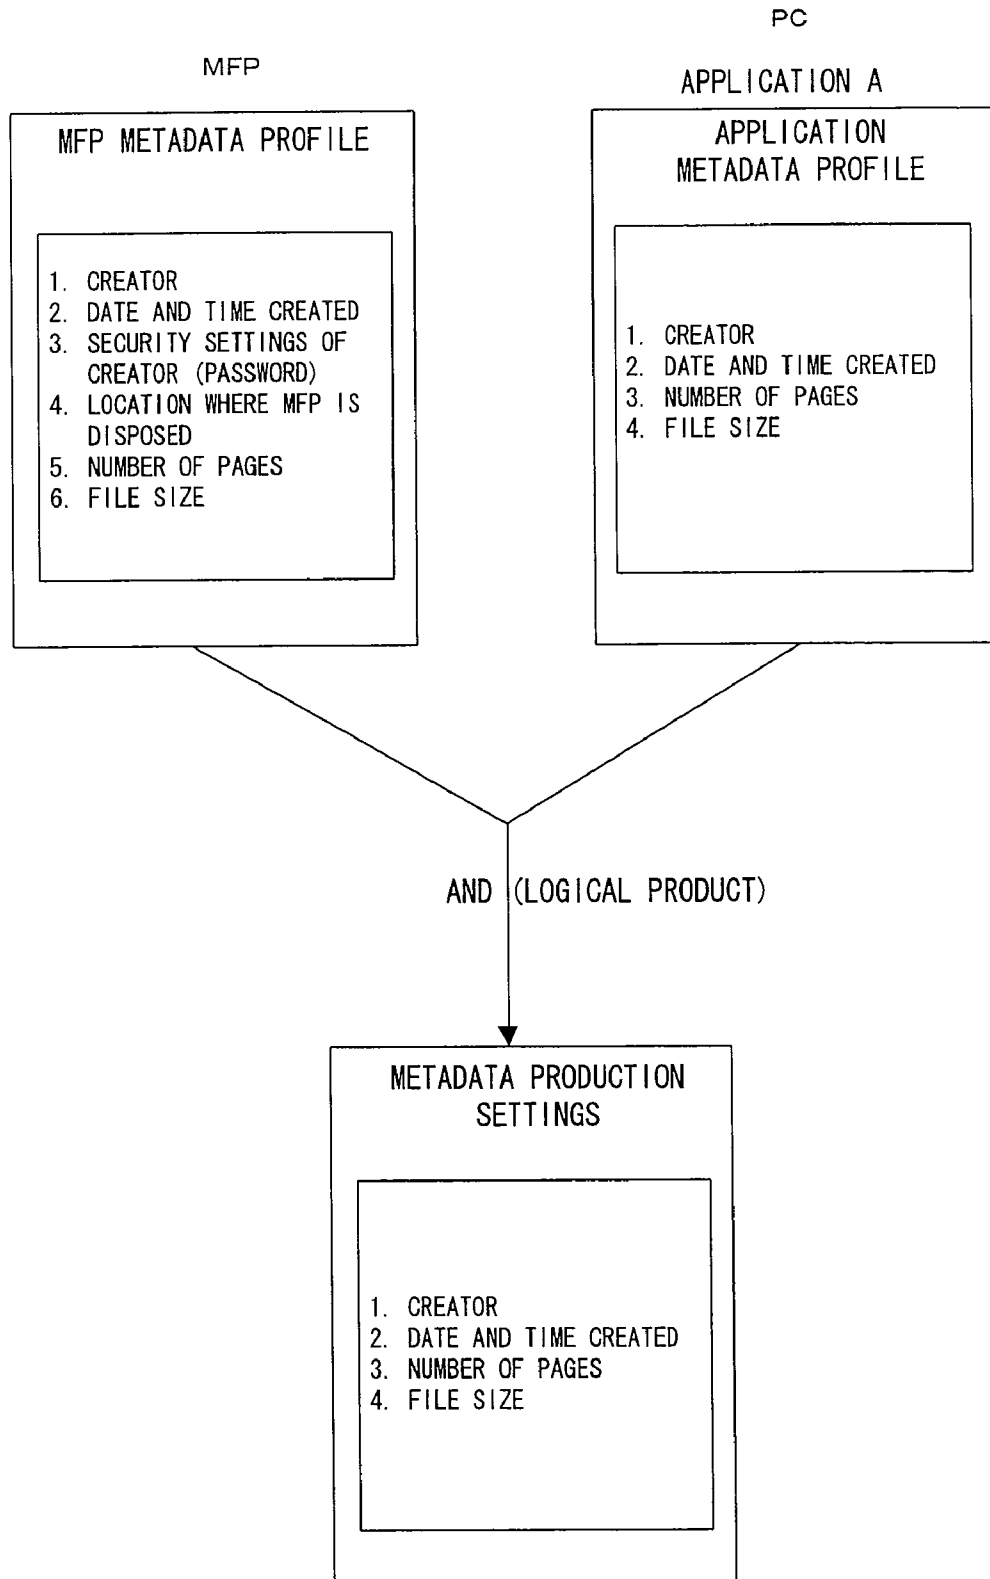 MFP
MFP METADATA PROFILE
1. CREATOR
2. DATE AND TIME CREATED
3. SECURITY SETTINGS OF
CREATOR (PASSWORD)
4. LOCATION WHERE MFP IS
DISPOSED
5. NUMBER OF PAGES
6. FILE SIZE
PC
APPLICATION A
APPLICATION
METADATA PROFILE
1. CREATOR
2. DATE AND TIME CREATED
3. NUMBER OF PAGES
4. FILE SIZE
AND (LOGICAL PRODUCT)
METADATA PRODUCTION
SETTINGS
1. CREATOR
2. DATE AND TIME CREATED
3. NUMBER OF PAGES
4. FILE SIZE